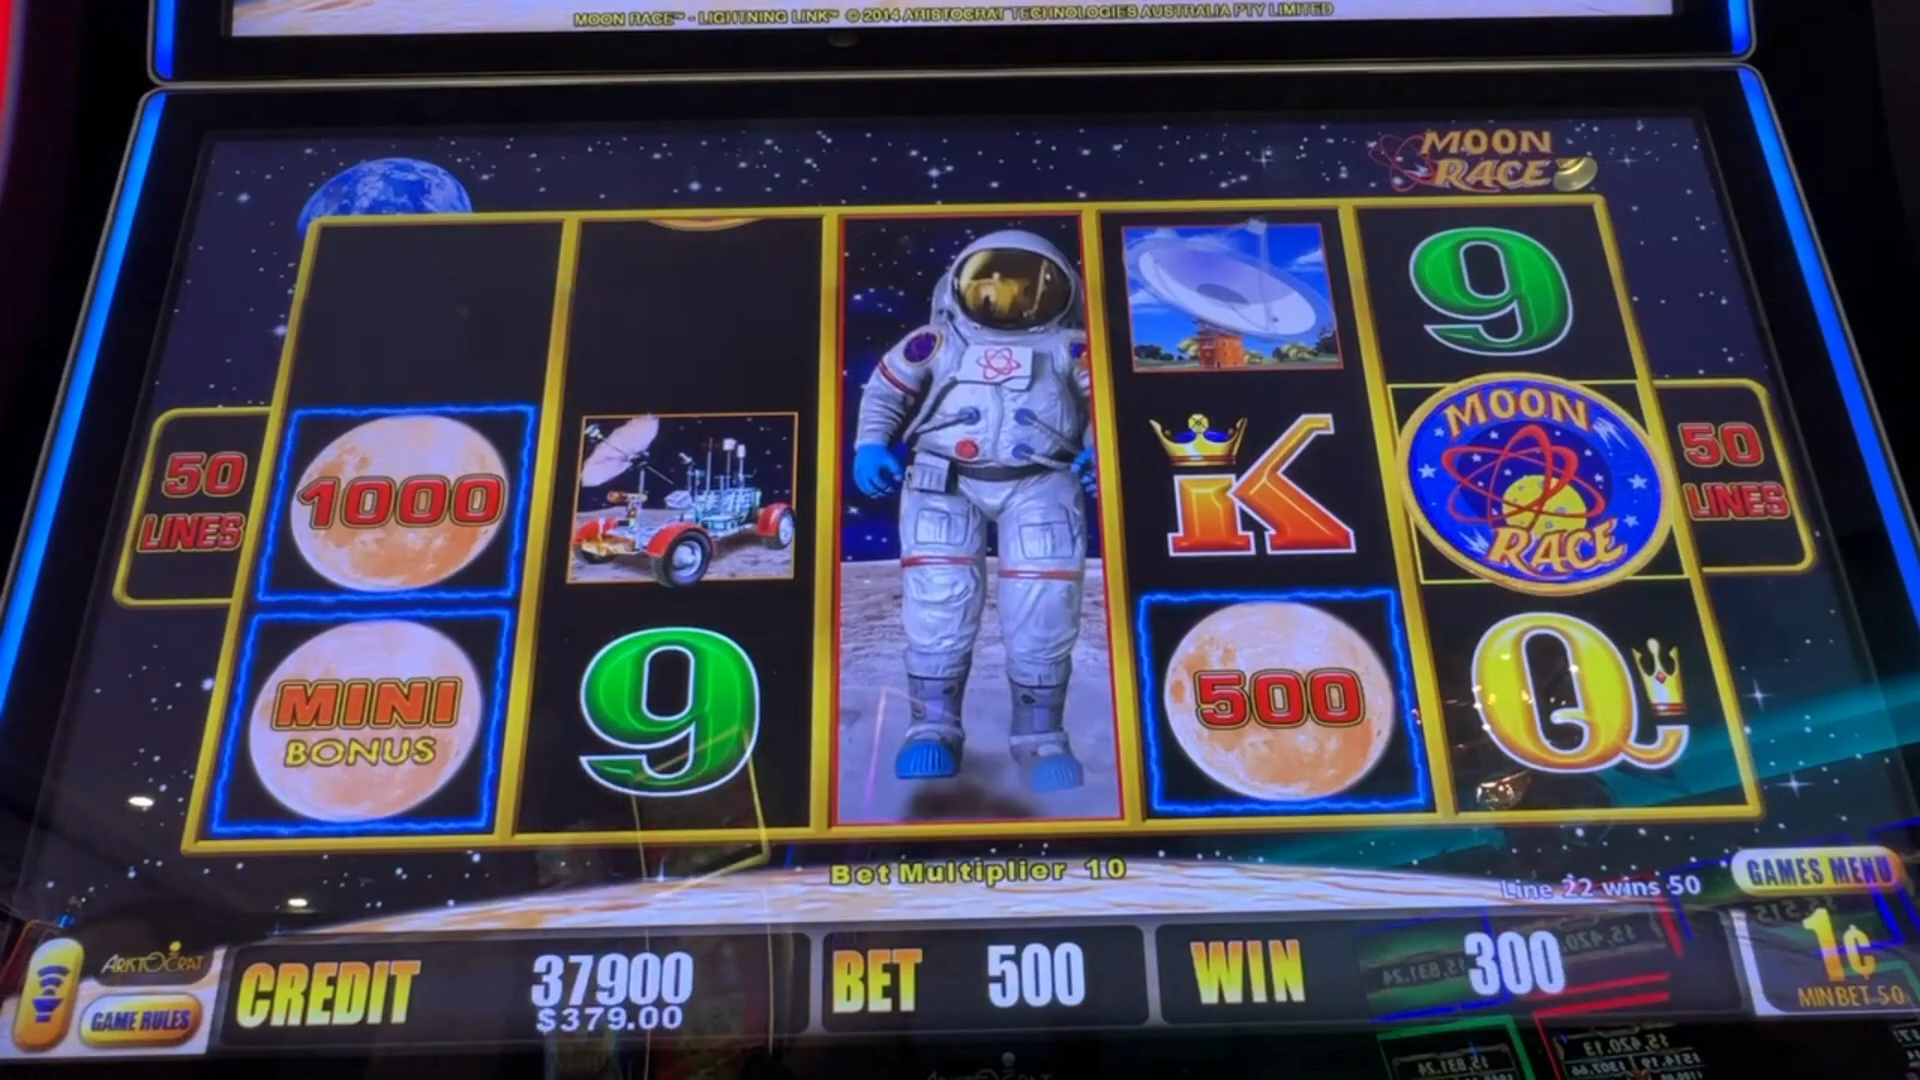 MOON RACE™ - LIGHTNING LINK™ © 2014 ARISTOCRAT TECHNOLOGIES AUSTRALIA PTY LIMITED
MOON
RACE
9
50
LINES
1000
K
MOON
RACE
50
LINES
MINI
BONUS
9
500
Q
Bet Multiplier 10
Line 22 wins 50
GAMES MENU
ARISTOCRAT
GAME RULES
CREDIT
37900
$379.00
BET 500
WIN 300
1¢
MIN BET 50